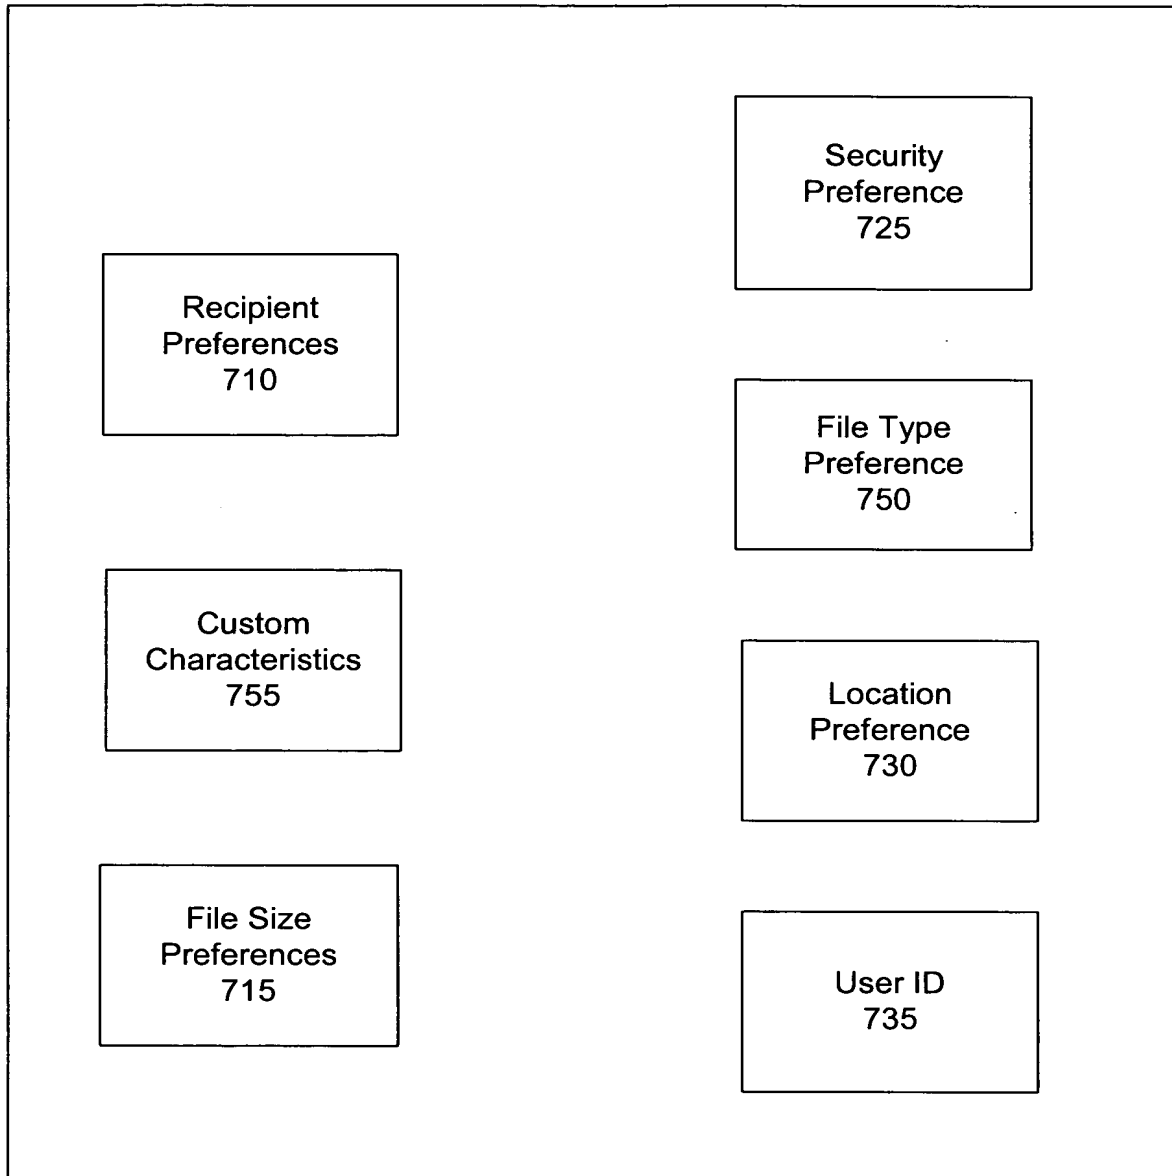 Recipient
Preferences
710
Custom
Characteristics
755
File Size
Preferences
715
Security
Preference
725
File Type
Preference
750
Location
Preference
730
User ID
735